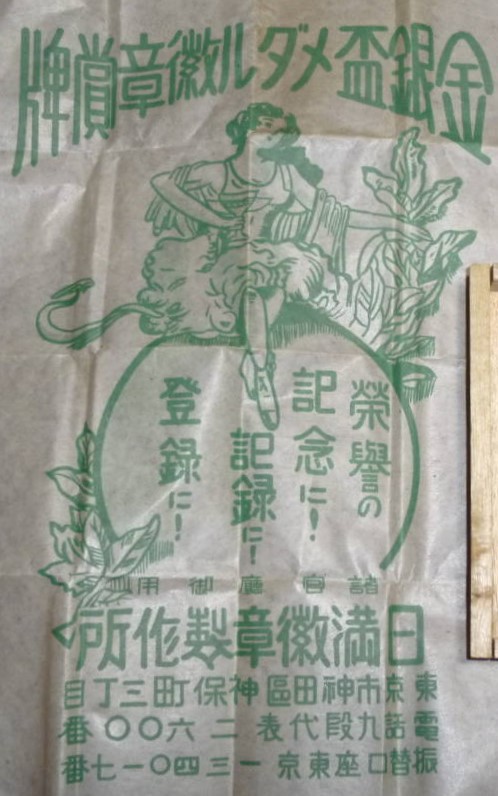 金銀盃メダル徽章賞牌
榮譽の
記念に!
記録に!
登録に!
諸官廳御用
日満徽章製作所
東京市神田區神保町三丁目
電話九段代表二六〇〇番
振替口座東京一三四〇一七番